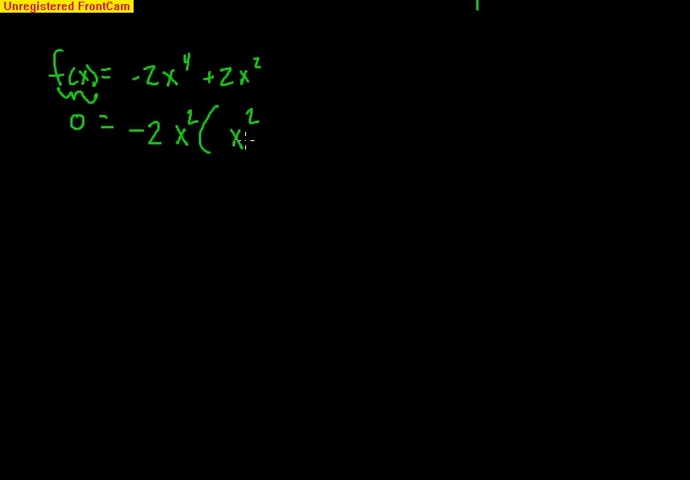 Unregistered FrontCam
f(x) = -2x⁴ + 2x²
0 = -2x²( x²